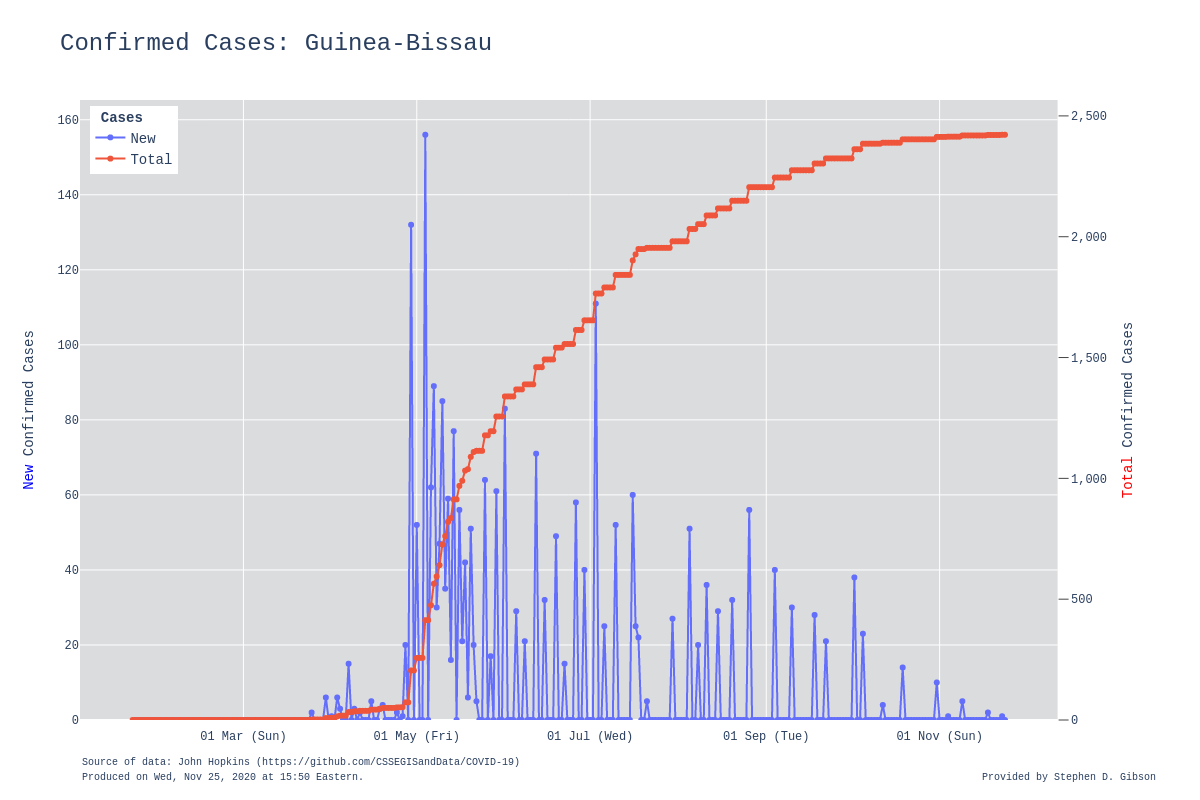 Confirmed Cases: Guinea-Bissau
Cases
New
Total
160
140
120
100
80
60
40
20
0
2,500
2,000
1,500
1,000
500
0
New Confirmed Cases
Total Confirmed Cases
01 Mar (Sun)
01 May (Fri)
01 Jul (Wed)
01 Sep (Tue)
01 Nov (Sun)
Source of data: John Hopkins (https://github.com/CSSEGISandData/COVID-19)
Produced on Wed, Nov 25, 2020 at 15:50 Eastern.
Provided by Stephen D. Gibson